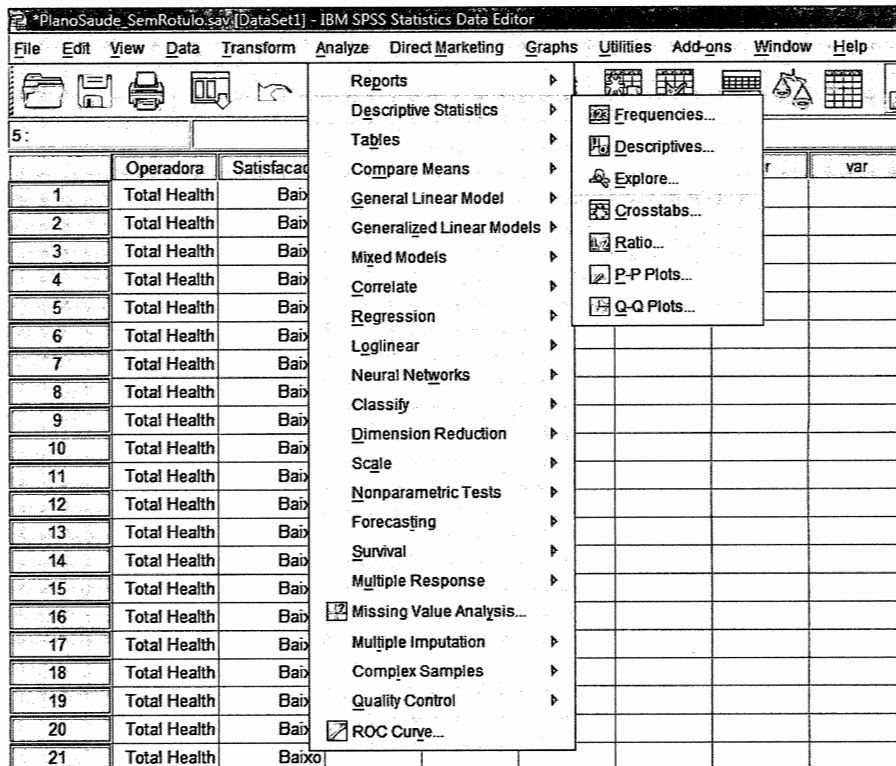 *PlanoSaude_SemRotulo.sav [DataSet1] - IBM SPSS Statistics Data Editor
File Edit View Data Transform Analyze Direct Marketing Graphs Utilities Add-ons Window Help
5 :
Operadora Satisfacao r var
Reports
Descriptive Statistics
Tables
Compare Means
General Linear Model
Generalized Linear Models
Mixed Models
Correlate
Regression
Loglinear
Neural Networks
Classify
Dimension Reduction
Scale
Nonparametric Tests
Forecasting
Survival
Multiple Response
Missing Value Analysis...
Multiple Imputation
Complex Samples
Quality Control
ROC Curve...
Frequencies...
Descriptives...
Explore...
Crosstabs...
Ratio...
P-P Plots...
Q-Q Plots...
1 Total Health Baix
2 Total Health Baix
3 Total Health Baix
4 Total Health Baix
5 Total Health Baix
6 Total Health Baix
7 Total Health Baix
8 Total Health Baix
9 Total Health Baix
10 Total Health Baix
11 Total Health Baix
12 Total Health Baix
13 Total Health Baix
14 Total Health Baix
15 Total Health Baix
16 Total Health Baix
17 Total Health Baix
18 Total Health Baix
19 Total Health Baix
20 Total Health Baix
21 Total Health Baixo